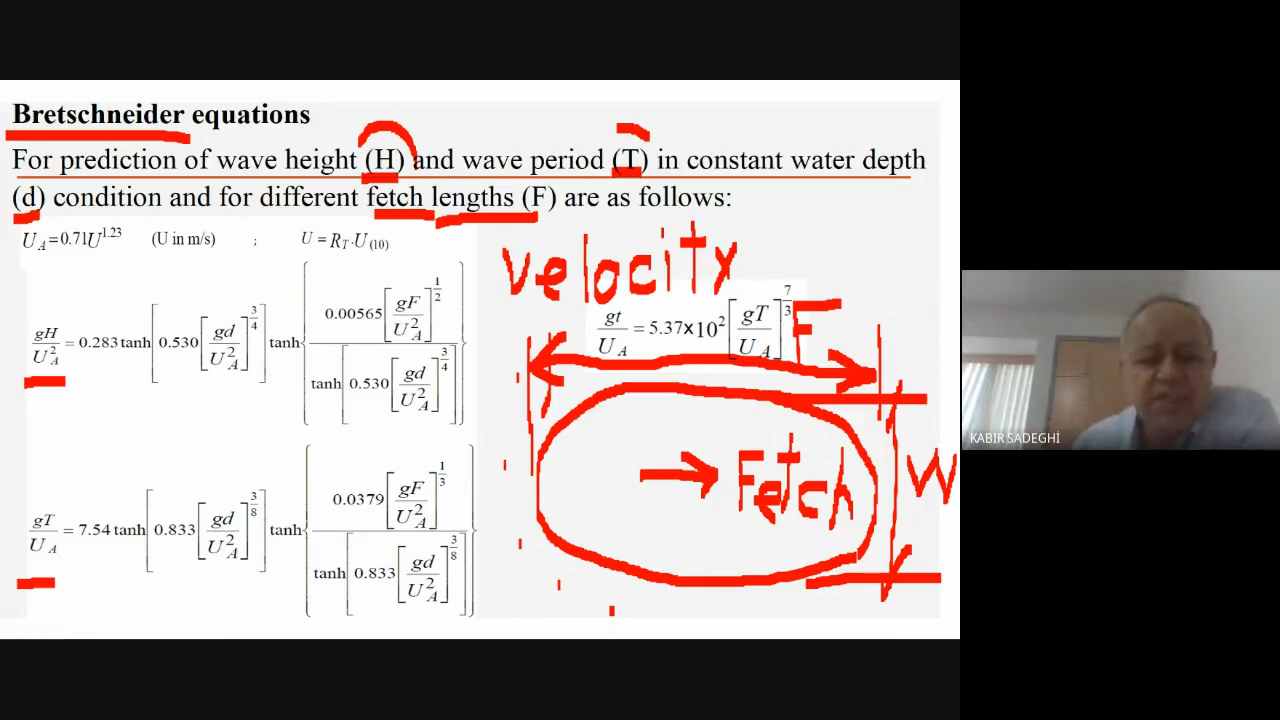 Bretschneider equations
For prediction of wave height (H) and wave period (T) in constant water depth
(d) condition and for different fetch lengths (F) are as follows:
U_A=0.71U^1.23 (U in m/s) ; U = R_T.U_(10)
velocity
gt/U_A = 5.37×10^2 [gT/U_A]^(7/3)
F
gH/U_A^2 = 0.283 tanh[0.530[gd/U_A^2]^(3/4)] tanh{0.00565[gF/U_A^2]^(1/2) / tanh[0.530[gd/U_A^2]^(3/4)]}
Fetch
W
gT/U_A = 7.54 tanh[0.833[gd/U_A^2]^(3/8)] tanh{0.0379[gF/U_A^2]^(1/3) / tanh[0.833[gd/U_A^2]^(3/8)]}
KABIR SADEGHİ